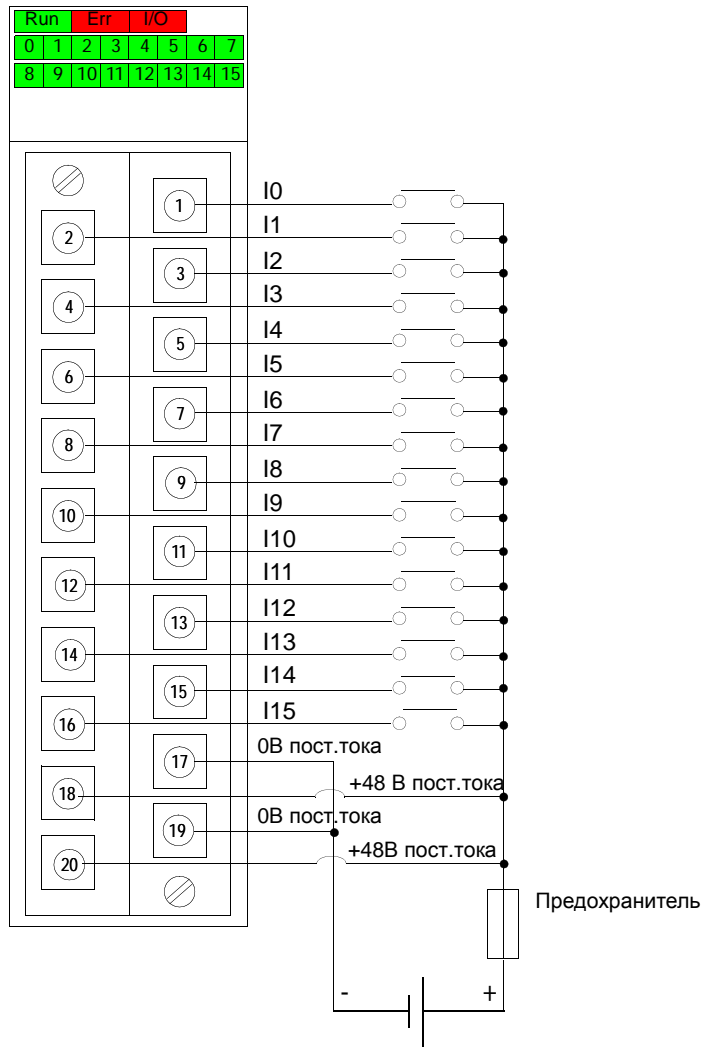 Run Err I/O
0 1 2 3 4 5 6 7
8 9 10 11 12 13 14 15
1 I0
2 I1
3 I2
4 I3
5 I4
6 I5
7 I6
8 I7
9 I8
10 I9
11 I10
12 I11
13 I12
14 I13
15 I14
16 I15
17 0В пост.тока
18 +48 В пост.тока
19 0В пост.тока
20 +48В пост.тока
Предохранитель
- +